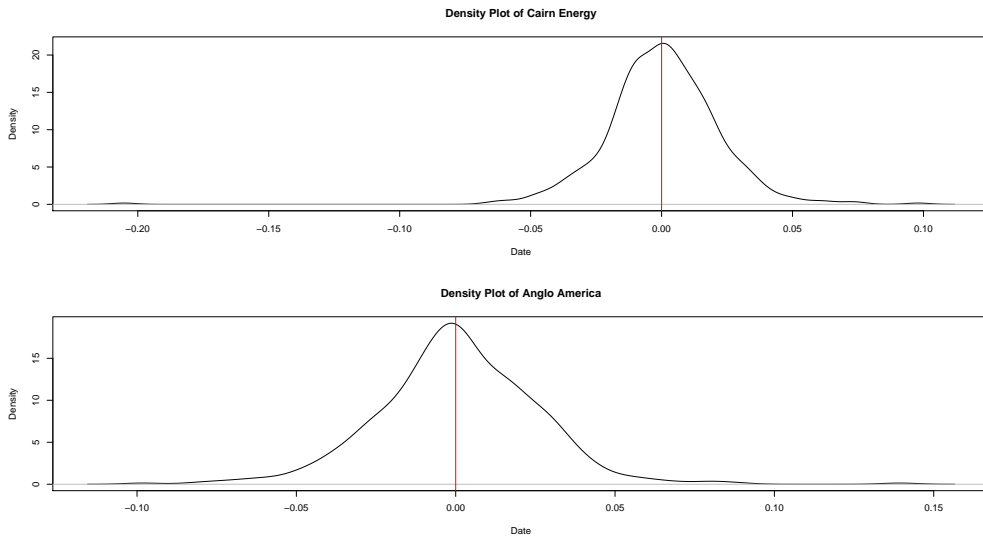 Density Plot of Cairn Energy
Density
20
15
10
5
0
−0.20 −0.15 −0.10 −0.05 0.00 0.05 0.10
Date
Density Plot of Anglo America
Density
15
10
5
0
−0.10 −0.05 0.00 0.05 0.10 0.15
Date